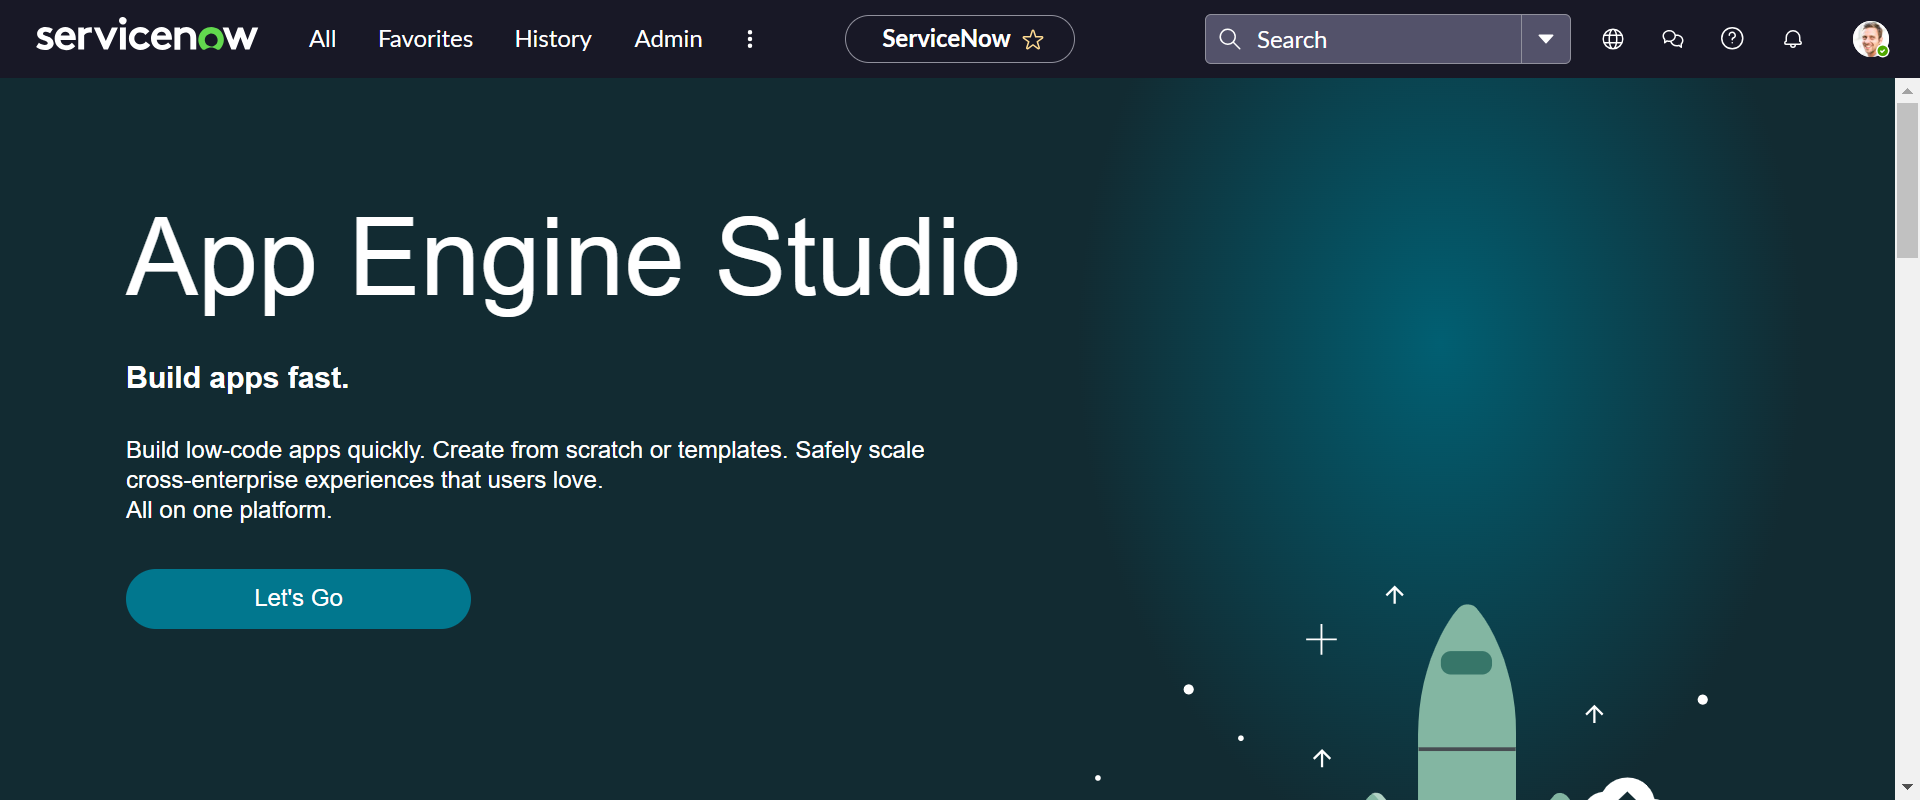 servicenow All Favorites History Admin ServiceNow Search
App Engine Studio
Build apps fast.
Build low-code apps quickly. Create from scratch or templates. Safely scale
cross-enterprise experiences that users love.
All on one platform.
Let's Go